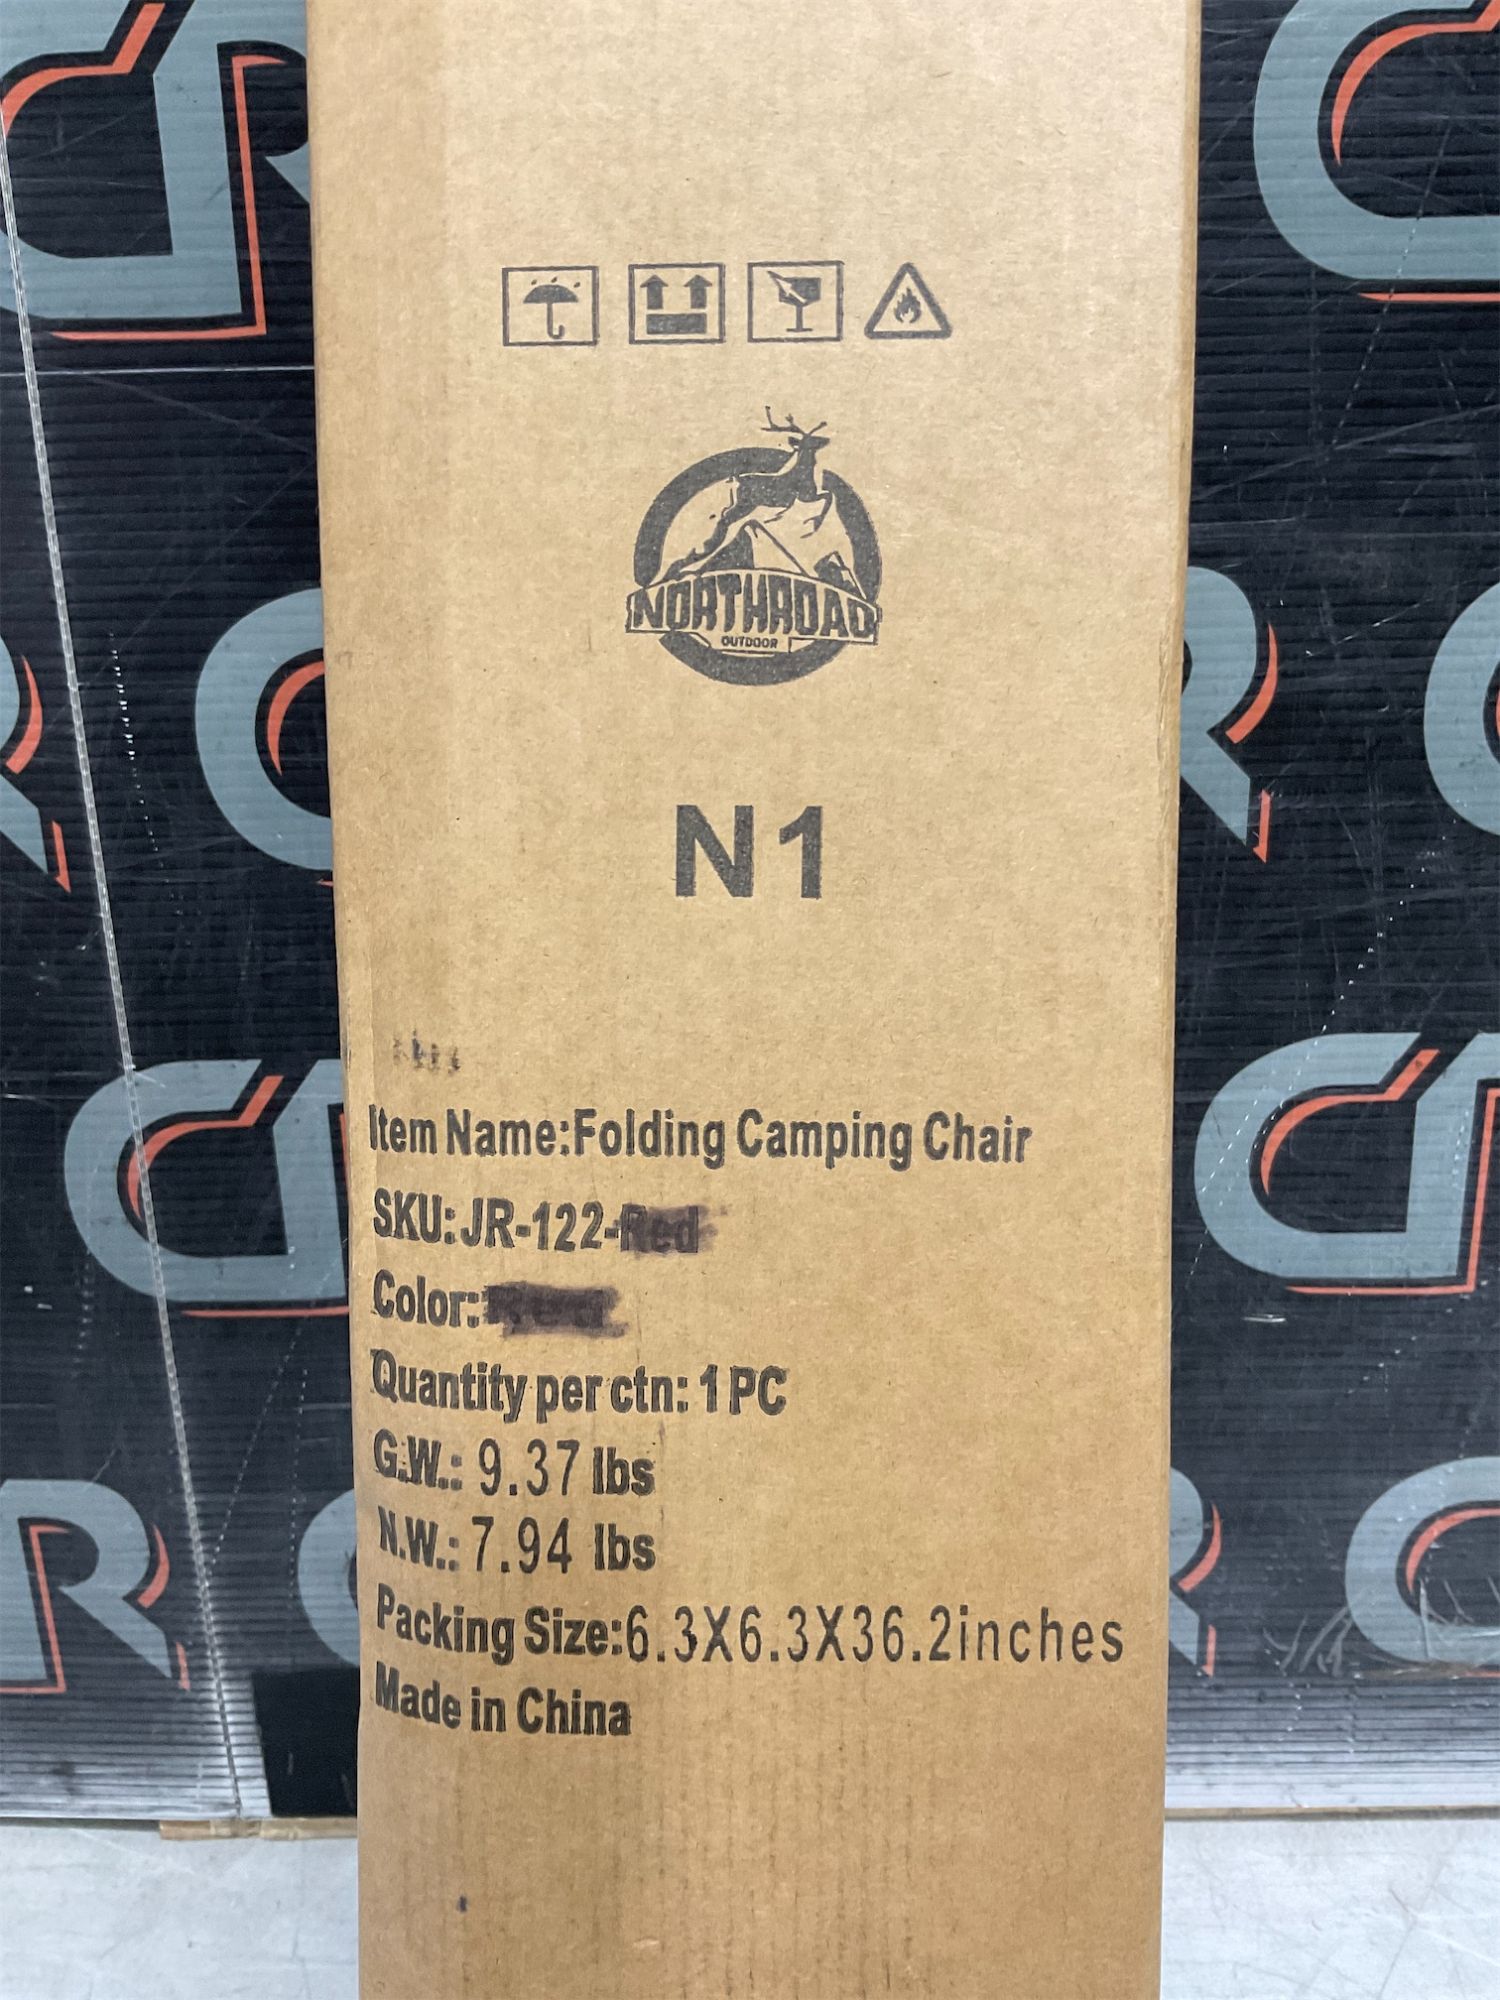 NORTHROAD
OUTDOOR
N1
Item Name:Folding Camping Chair
SKU:JR-122-Red
Color:Red
Quantity per ctn: 1 PC
G.W.: 9.37 lbs
N.W.: 7.94 lbs
Packing Size:6.3X6.3X36.2inches
Made in China